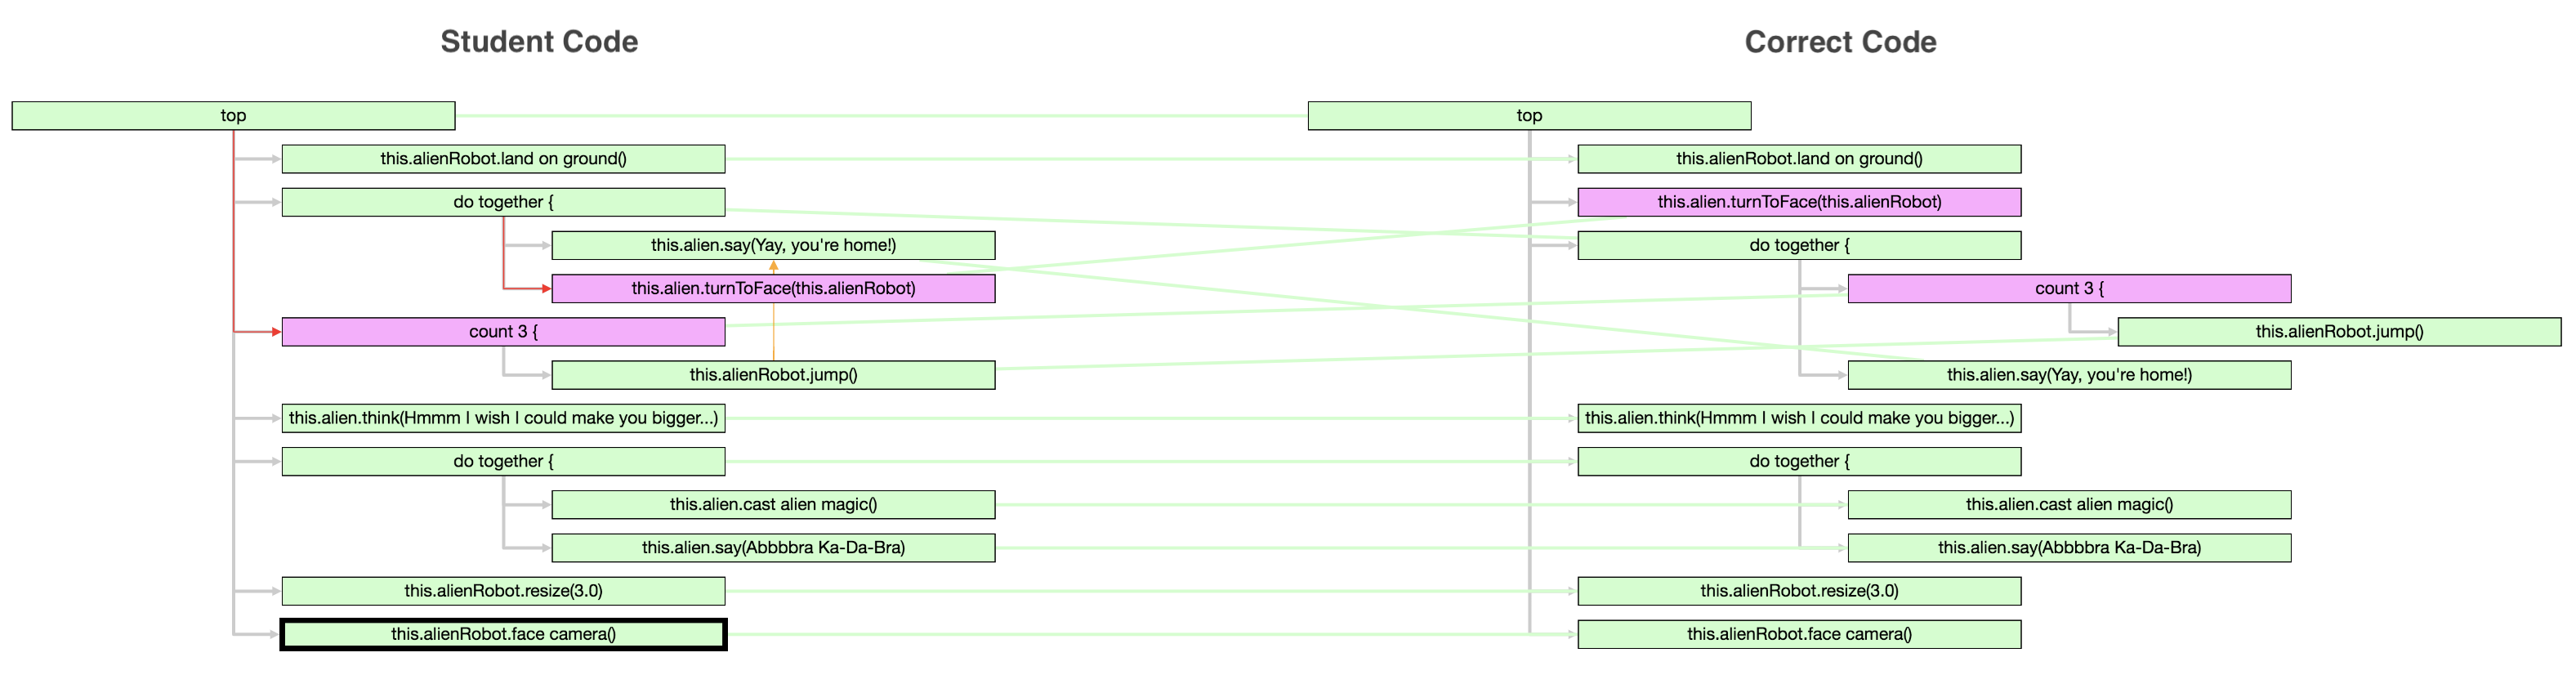 Student Code
top
this.alienRobot.land on ground()
do together {
this.alien.say(Yay, you're home!)
this.alien.turnToFace(this.alienRobot)
count 3 {
this.alienRobot.jump()
this.alien.think(Hmmm I wish I could make you bigger...)
do together {
this.alien.cast alien magic()
this.alien.say(Abbbbra Ka-Da-Bra)
this.alienRobot.resize(3.0)
this.alienRobot.face camera()
Correct Code
top
this.alienRobot.land on ground()
this.alien.turnToFace(this.alienRobot)
do together {
count 3 {
this.alienRobot.jump()
this.alien.say(Yay, you're home!)
this.alien.think(Hmmm I wish I could make you bigger...)
do together {
this.alien.cast alien magic()
this.alien.say(Abbbbra Ka-Da-Bra)
this.alienRobot.resize(3.0)
this.alienRobot.face camera()